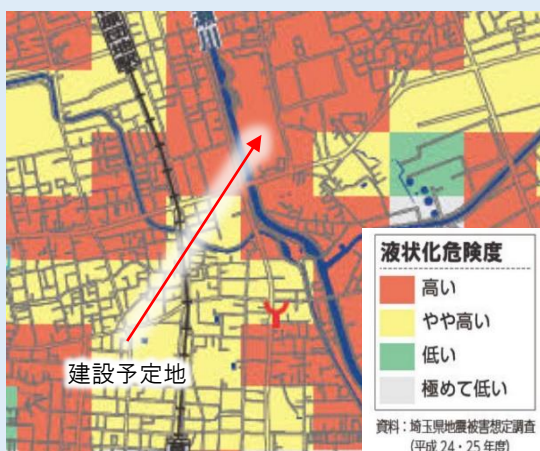 建設予定地
液状化危険度
高い
やや高い
低い
極めて低い
資料：埼玉県地震被害想定調査
（平成24・25年度）